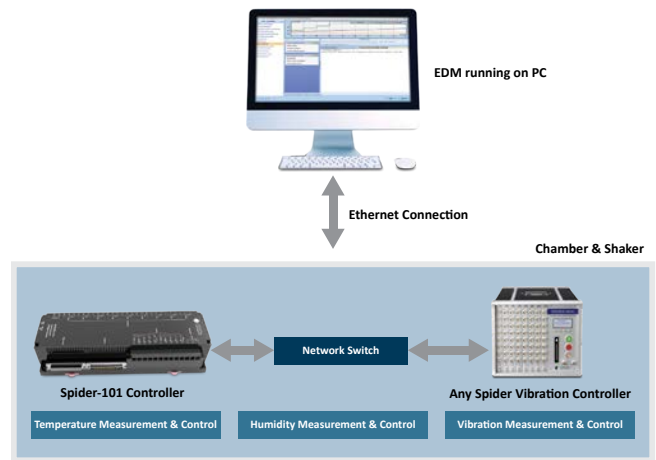 EDM running on PC
Ethernet Connection
Chamber & Shaker
Network Switch
Spider-101 Controller
Any Spider Vibration Controller
Temperature Measurement & Control
Humidity Measurement & Control
Vibration Measurement & Control